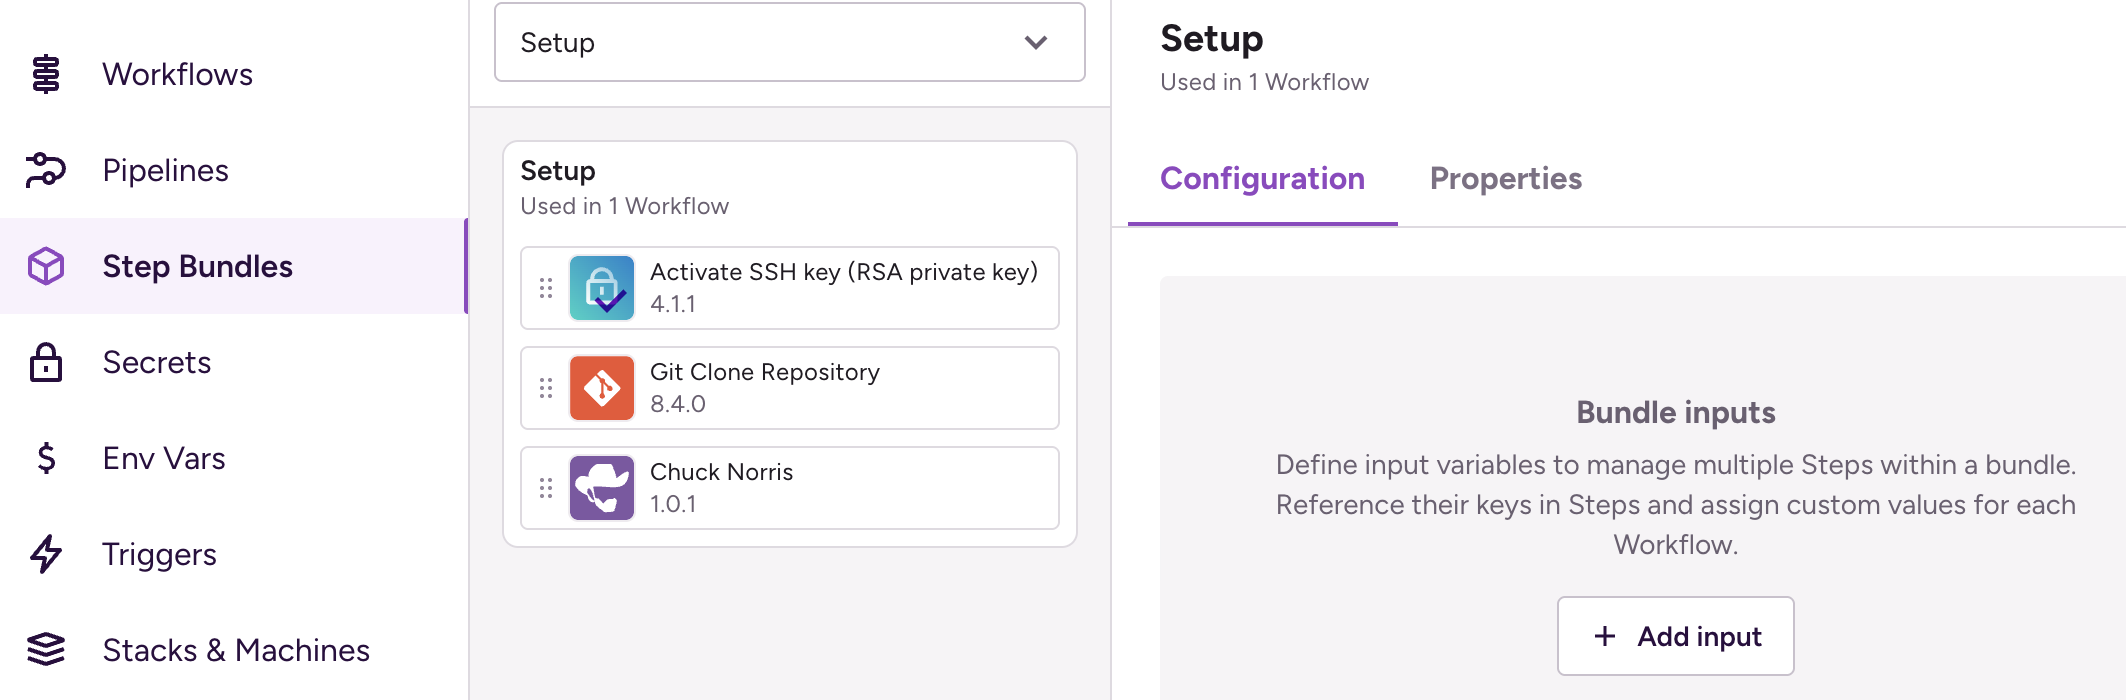 Workflows
Pipelines
Step Bundles
Secrets
Env Vars
Triggers
Stacks & Machines
Setup
Setup
Used in 1 Workflow
Activate SSH key (RSA private key)
4.1.1
Git Clone Repository
8.4.0
Chuck Norris
1.0.1
Setup
Used in 1 Workflow
Configuration
Properties
Bundle inputs
Define input variables to manage multiple Steps within a bundle.
Reference their keys in Steps and assign custom values for each
Workflow.
+ Add input